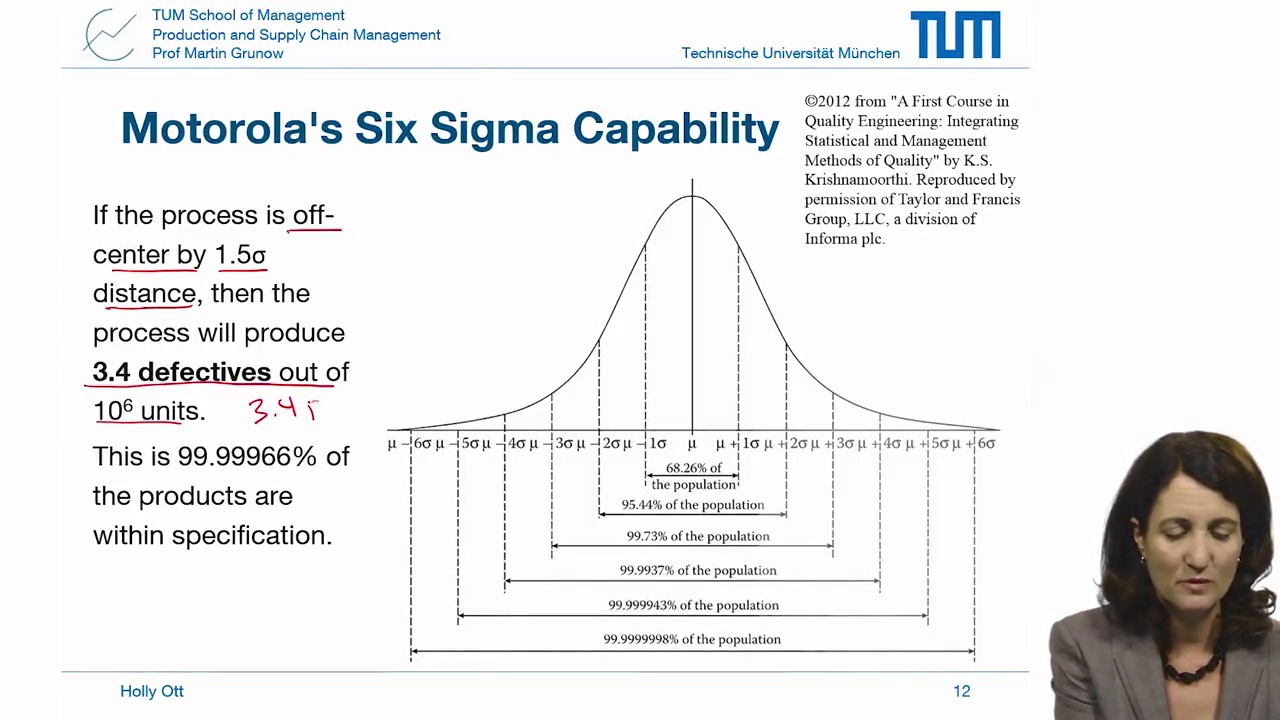 TUM School of Management
Production and Supply Chain Management
Prof Martin Grunow
Technische Universität München
TUM
Motorola's Six Sigma Capability
©2012 from "A First Course in
Quality Engineering: Integrating
Statistical and Management
Methods of Quality" by K.S.
Krishnamoorthi. Reproduced by
permission of Taylor and Francis
Group, LLC, a division of
Informa plc.
If the process is off-
center by 1.5σ
distance, then the
process will produce
3.4 defectives out of
10⁶ units. 3.4
This is 99.99966% of
the products are
within specification.
μ – 6σ μ – 5σ μ – 4σ μ – 3σ μ – 2σ μ – 1σ μ μ + 1σ μ + 2σ μ + 3σ μ + 4σ μ + 5σ μ + 6σ
68.26% of
the population
95.44% of the population
99.73% of the population
99.9937% of the population
99.999943% of the population
99.9999998% of the population
Holly Ott
12